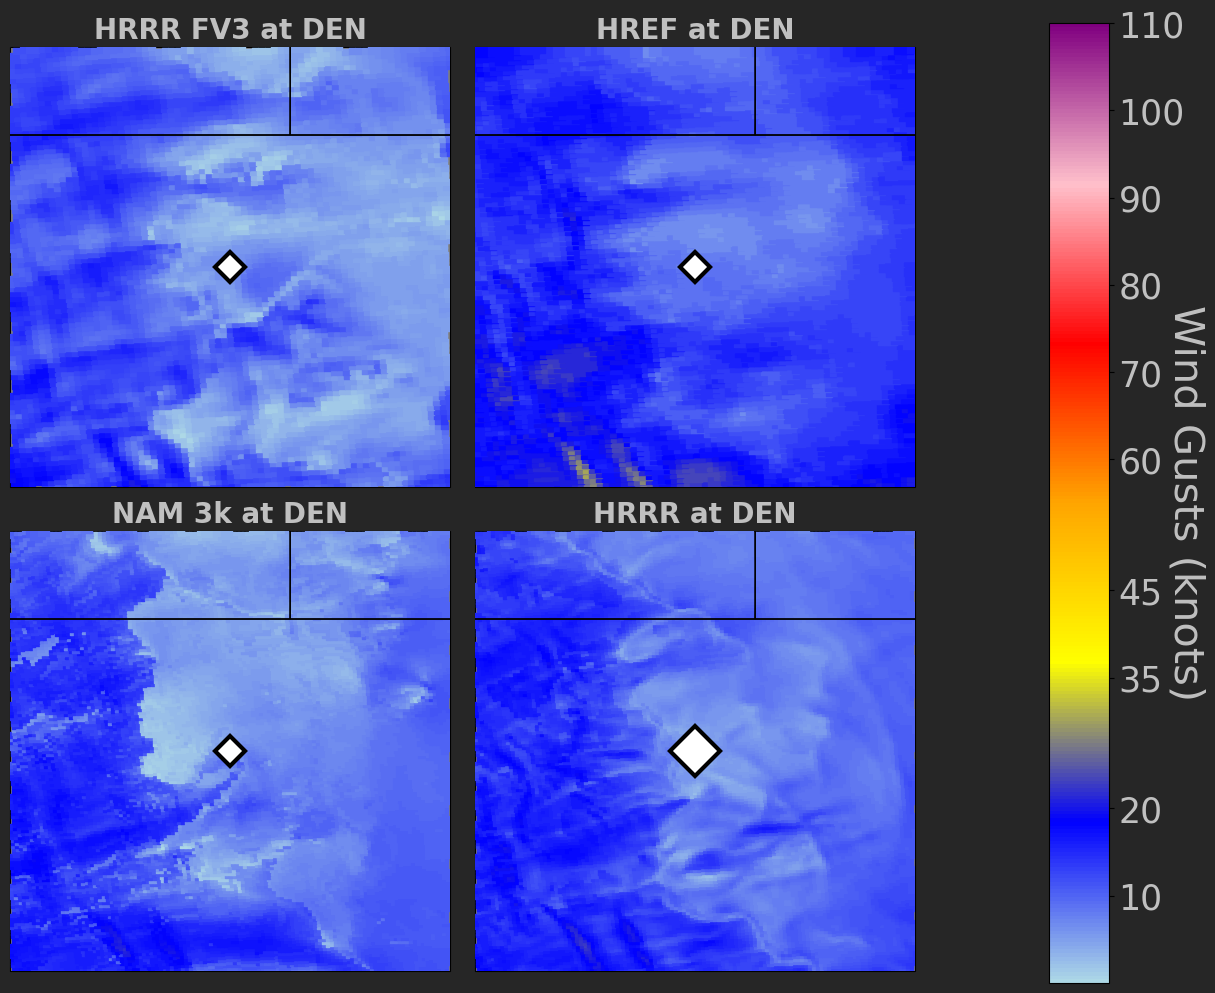 HRRR FV3 at DEN
HREF at DEN
NAM 3k at DEN
HRRR at DEN
110
100
90
80
70
60
45
35
20
10
Wind Gusts (knots)